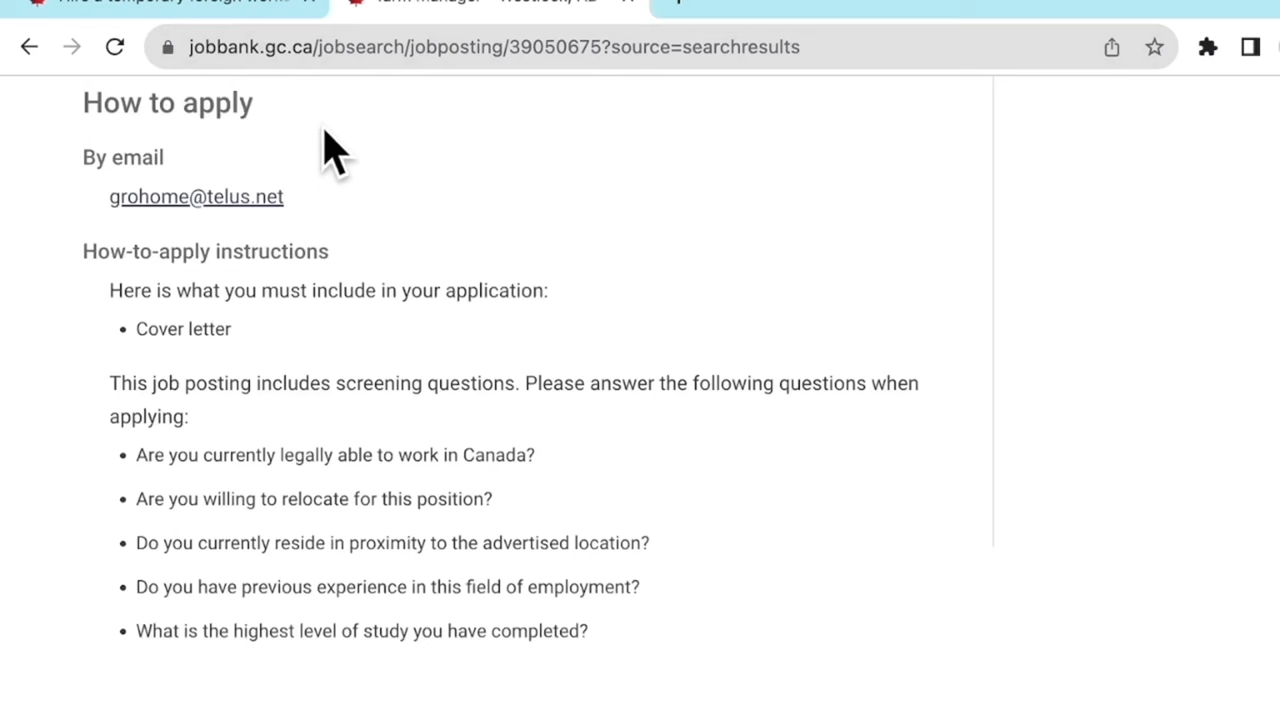 jobbank.gc.ca/jobsearch/jobposting/39050675?source=searchresults
How to apply
By email
grohome@telus.net
How-to-apply instructions
Here is what you must include in your application:
• Cover letter
This job posting includes screening questions. Please answer the following questions when
applying:
• Are you currently legally able to work in Canada?
• Are you willing to relocate for this position?
• Do you currently reside in proximity to the advertised location?
• Do you have previous experience in this field of employment?
• What is the highest level of study you have completed?